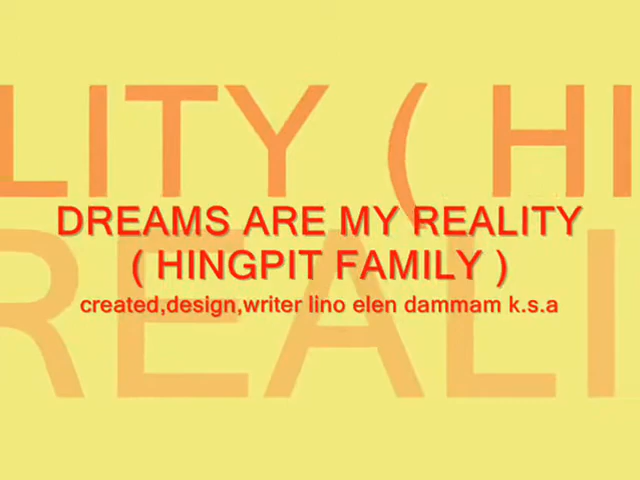 LITY ( HI
DREAMS ARE MY REALITY
( HINGPIT FAMILY )
created,design,writer lino elen dammam k.s.a
REALI